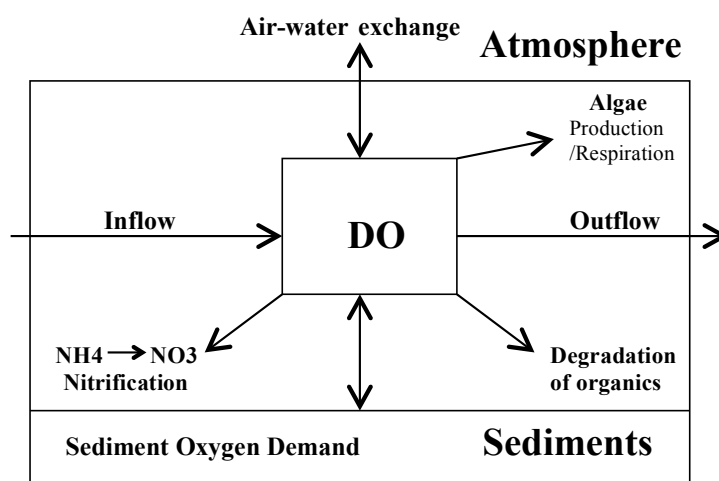 Air-water exchange
Atmosphere
Algae
Production
/Respiration
Inflow
DO
Outflow
NH4 NO3
Nitrification
Degradation
of organics
Sediment Oxygen Demand
Sediments